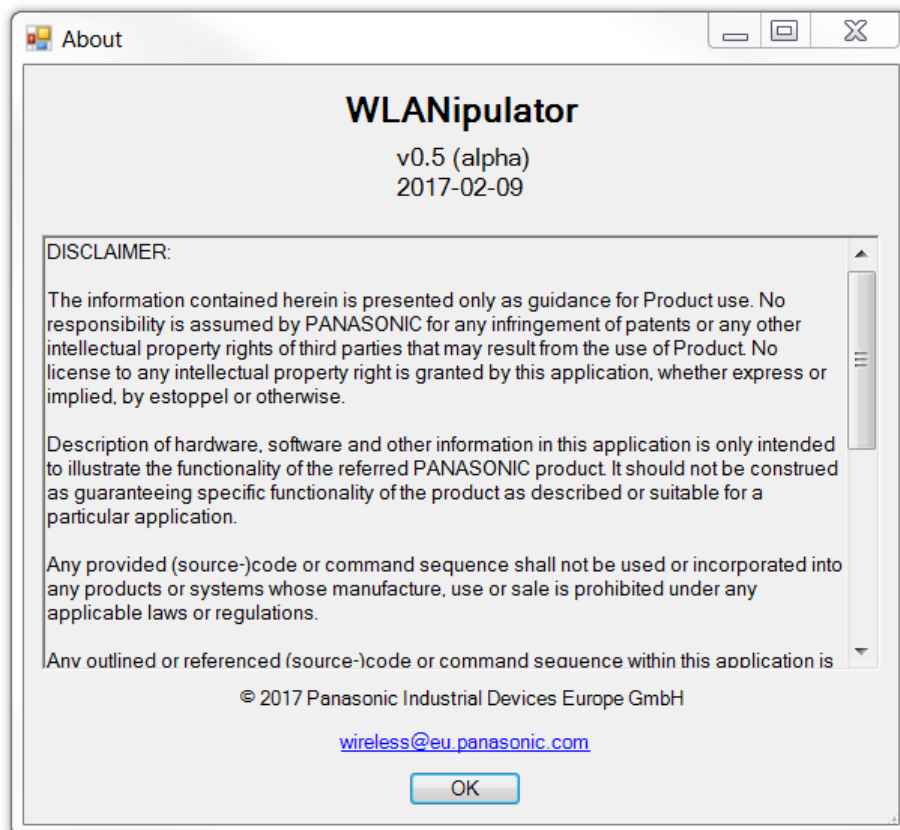 About
WLANipulator
v0.5 (alpha)
2017-02-09
DISCLAIMER:
The information contained herein is presented only as guidance for Product use. No
responsibility is assumed by PANASONIC for any infringement of patents or any other
intellectual property rights of third parties that may result from the use of Product. No
license to any intellectual property right is granted by this application, whether express or
implied, by estoppel or otherwise.
Description of hardware, software and other information in this application is only intended
to illustrate the functionality of the referred PANASONIC product. It should not be construed
as guaranteeing specific functionality of the product as described or suitable for a
particular application.
Any provided (source-)code or command sequence shall not be used or incorporated into
any products or systems whose manufacture, use or sale is prohibited under any
applicable laws or regulations.
Any outlined or referenced (source-)code or command sequence within this application is
© 2017 Panasonic Industrial Devices Europe GmbH
wireless@eu.panasonic.com
OK